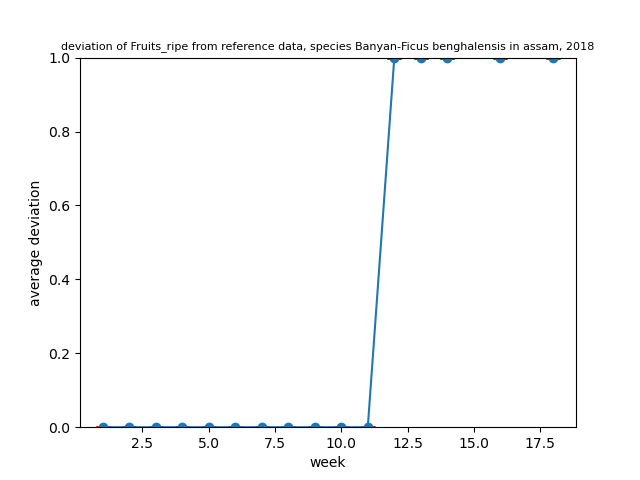 deviation of Fruits_ripe from reference data, species Banyan-Ficus benghalensis in assam, 2018
1.0
0.8
0.6
0.4
0.2
0.0
average deviation
2.5 5.0 7.5 10.0 12.5 15.0 17.5
week